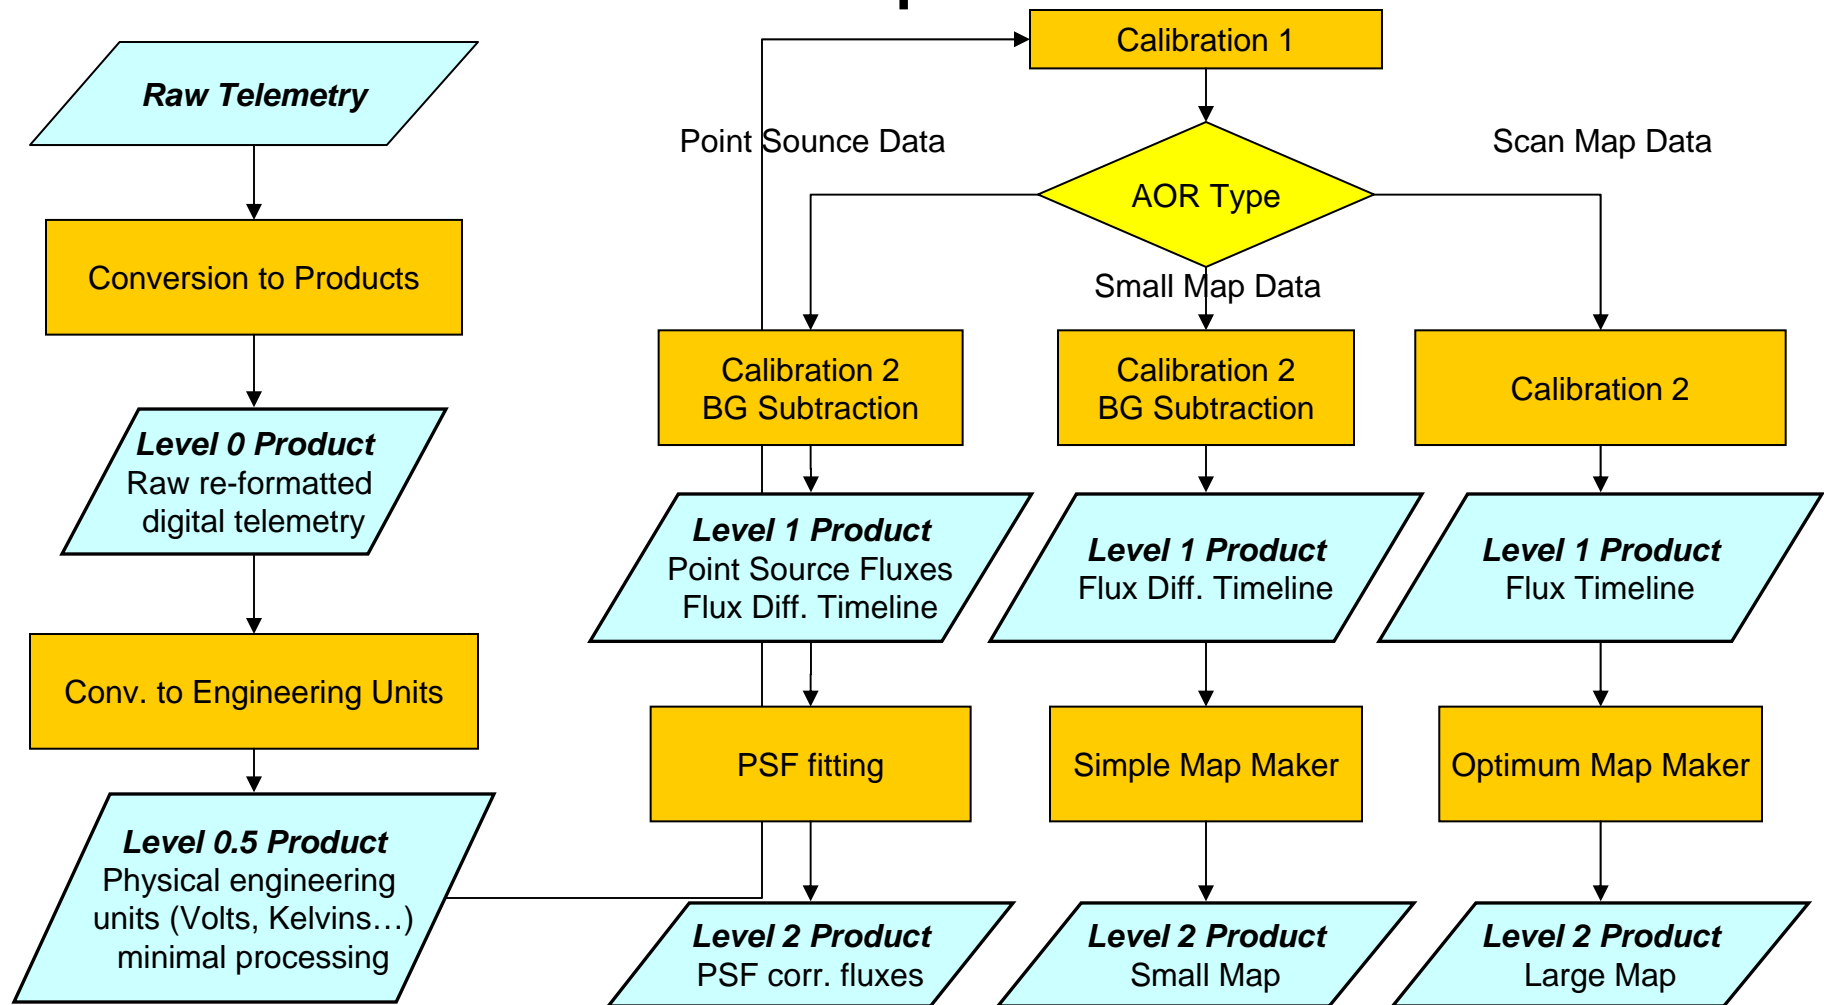 Raw Telemetry
Conversion to Products
Level 0 Product
Raw re-formatted
digital telemetry
Conv. to Engineering Units
Level 0.5 Product
Physical engineering
units (Volts, Kelvins…)
minimal processing
Calibration 1
AOR Type
Point Sounce Data
Small Map Data
Scan Map Data
Calibration 2
BG Subtraction
Level 1 Product
Point Source Fluxes
Flux Diff. Timeline
PSF fitting
Level 2 Product
PSF corr. fluxes
Calibration 2
BG Subtraction
Level 1 Product
Flux Diff. Timeline
Simple Map Maker
Level 2 Product
Small Map
Calibration 2
Level 1 Product
Flux Timeline
Optimum Map Maker
Level 2 Product
Large Map